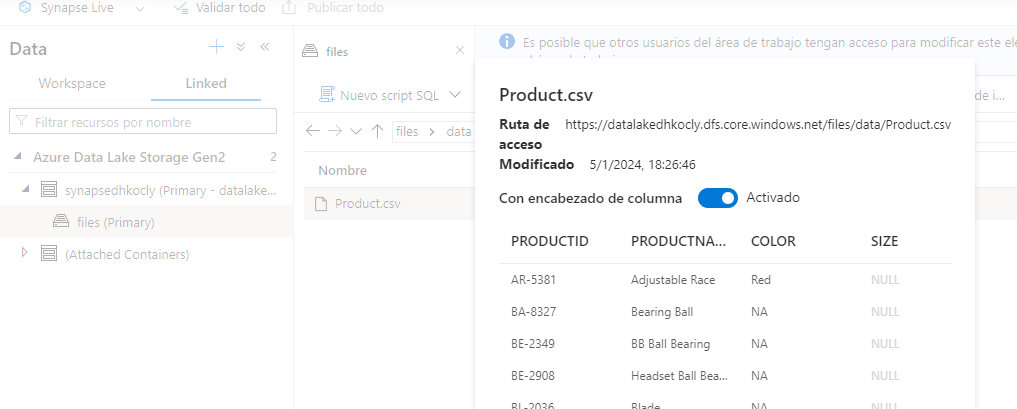 Synapse Live Validar todo Publicar todo
Data
Workspace Linked
Filtrar recursos por nombre
Azure Data Lake Storage Gen2 2
synapsedhkocly (Primary - datalake...
files (Primary)
(Attached Containers)
files
Es posible que otros usuarios del área de trabajo tengan acceso para modificar este ele
Nuevo script SQL
de i...
files data
Nombre
Product.csv
Product.csv
Ruta de acceso https://datalakedhkocly.dfs.core.windows.net/files/data/Product.csv
Modificado 5/1/2024, 18:26:46
Con encabezado de columna Activado
PRODUCTID PRODUCTNA... COLOR SIZE
AR-5381 Adjustable Race Red NULL
BA-8327 Bearing Ball NA NULL
BE-2349 BB Ball Bearing NA NULL
BE-2908 Headset Ball Bea... NA NULL
BL-2036 Blade NA NULL